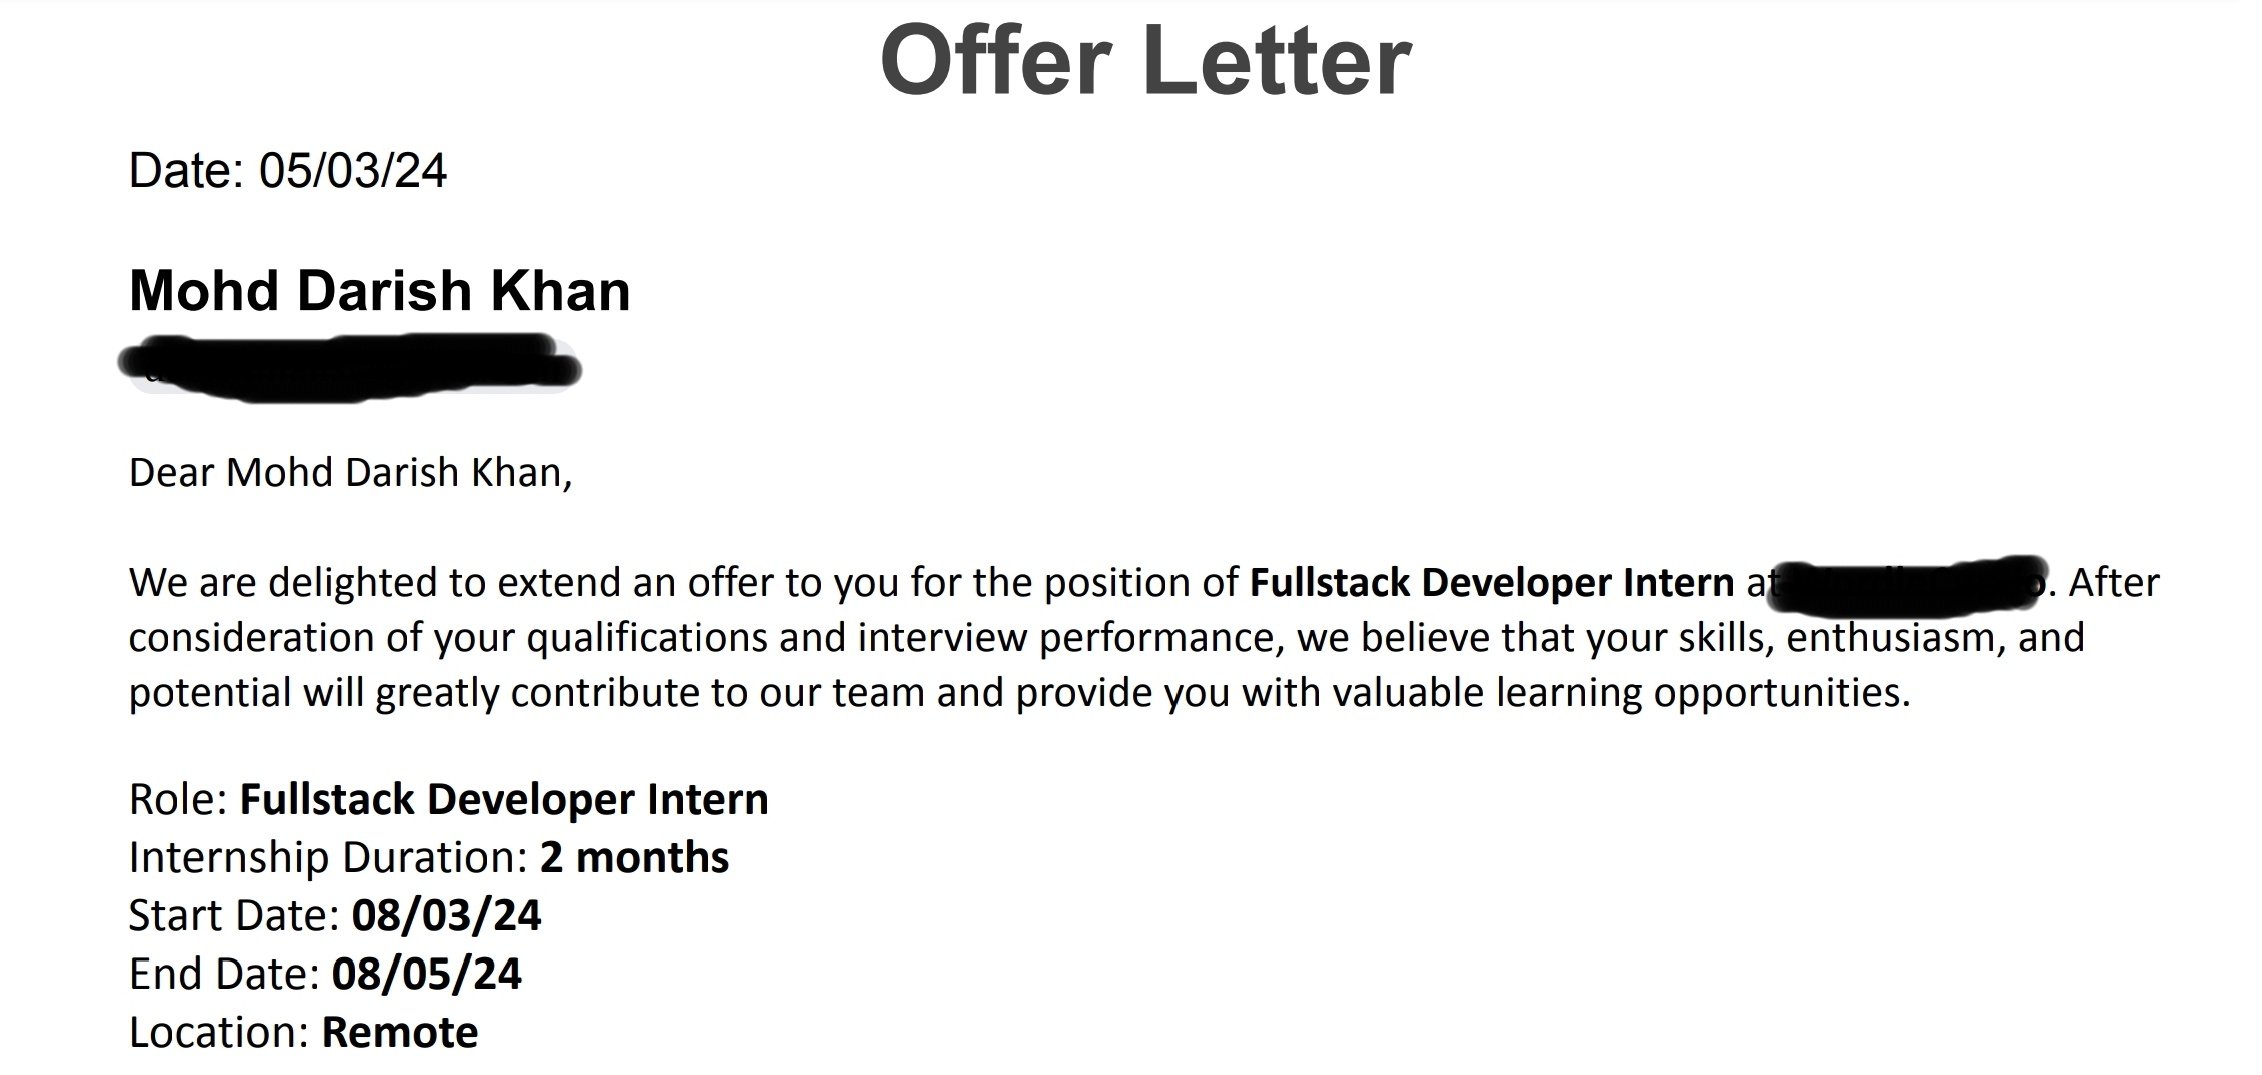 Offer Letter
Date: 05/03/24
Mohd Darish Khan
Dear Mohd Darish Khan,
We are delighted to extend an offer to you for the position of Fullstack Developer Intern at . After
consideration of your qualifications and interview performance, we believe that your skills, enthusiasm, and
potential will greatly contribute to our team and provide you with valuable learning opportunities.
Role: Fullstack Developer Intern
Internship Duration: 2 months
Start Date: 08/03/24
End Date: 08/05/24
Location: Remote